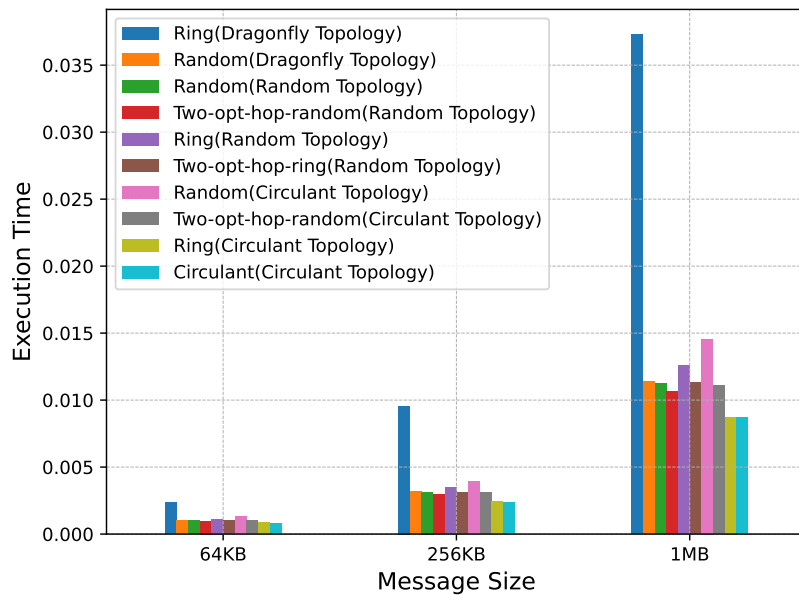 Ring(Dragonfly Topology)
Random(Dragonfly Topology)
Random(Random Topology)
Two-opt-hop-random(Random Topology)
Ring(Random Topology)
Two-opt-hop-ring(Random Topology)
Random(Circulant Topology)
Two-opt-hop-random(Circulant Topology)
Ring(Circulant Topology)
Circulant(Circulant Topology)
Execution Time
0.035
0.030
0.025
0.020
0.015
0.010
0.005
0.000
64KB 256KB 1MB
Message Size